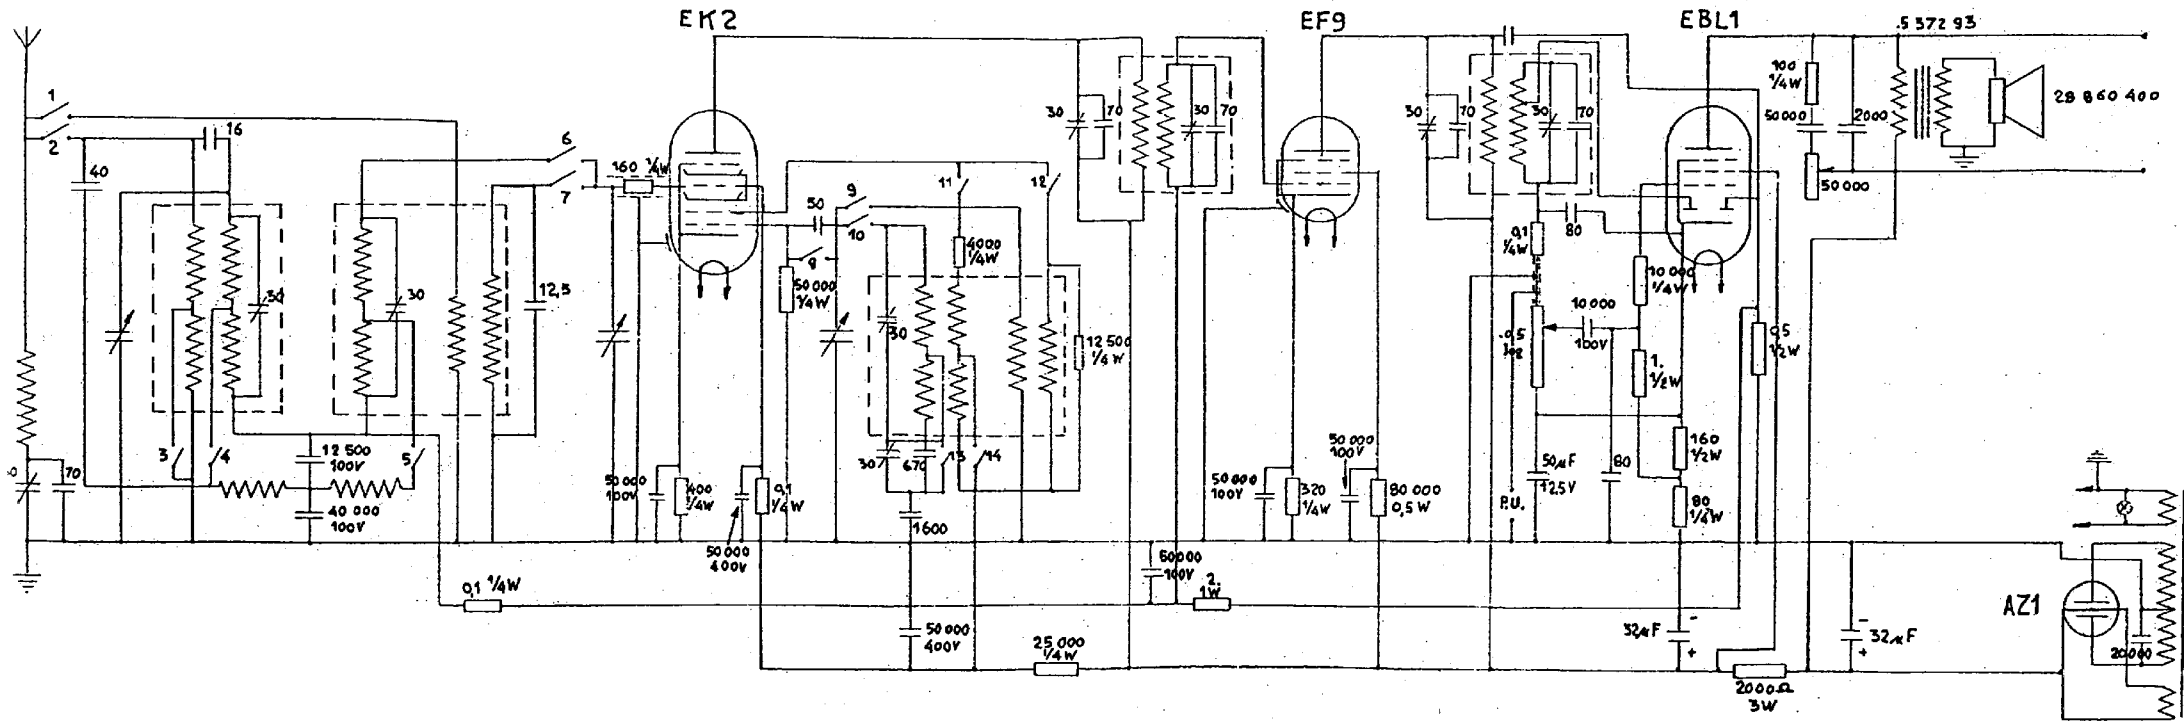 EK2
EF9
EBL1
.5 372 93
1
2
16
40
30
3
4
5
12 500
100V
40 000
100V
70
30
12,5
6
7
160 1/4W
50
9
10
8
50 000
1/4W
11
12
4000
1/4W
30
12 500
1/4W
30
670
13
14
1600
50 000
100V
400
1/4W
50 000
400V
0,1
1/4W
0,1 1/4W
50 000
400V
25 000
1/4W
30
70
30
70
50 000
100V
320
1/4W
50 000
100V
80 000
0,5 W
2.
1W
100V
30
70
30
70
80
0,1
1/4W
10 000
1/4W
10 000
100V
1.
1/2W
P.U.
50µF
12,5V
80
160
1/2W
80
1/4W
0,5
1/2W
32µF
-
+
2000Ω
3W
32µF
-
+
100
1/4W
50 000
2000
50 000
28 860 400
AZ1
20 000